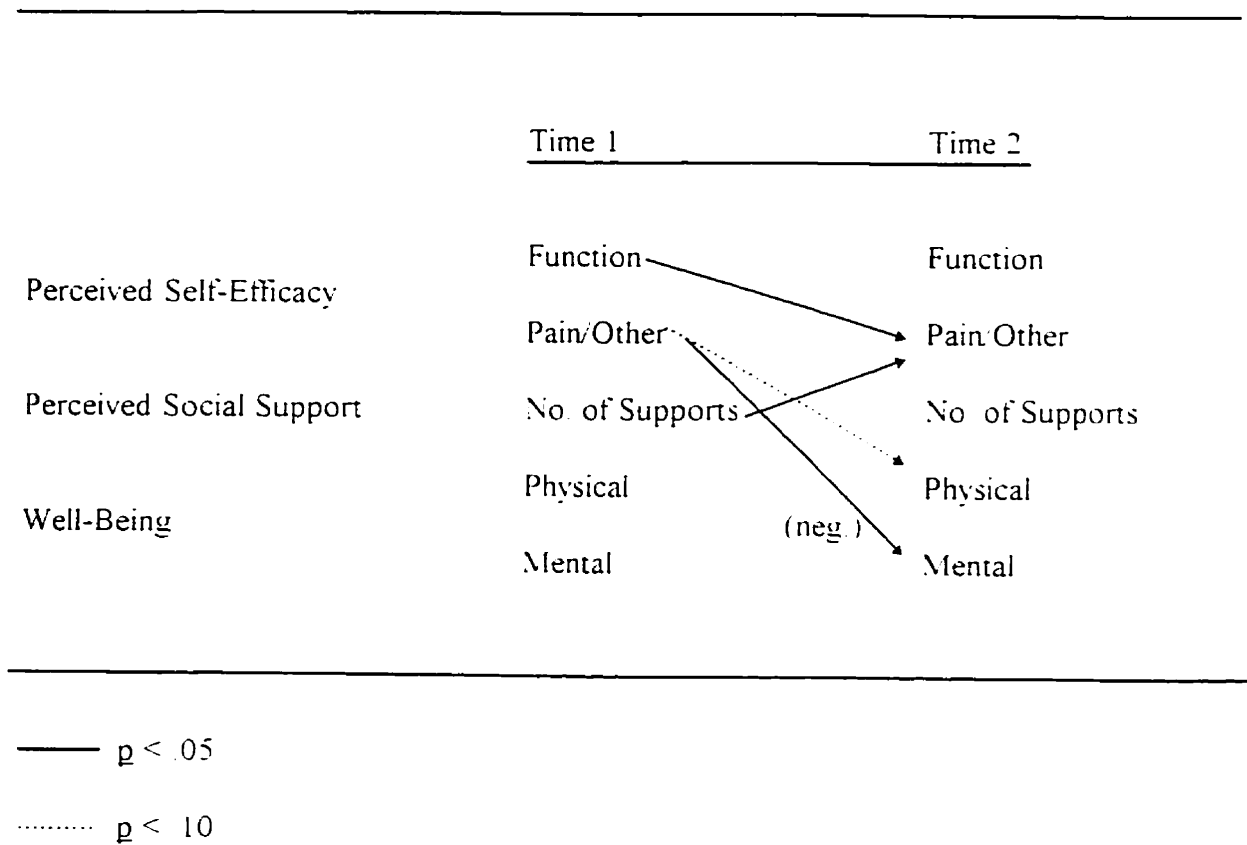 Time 1 Time 2
Function Function
Perceived Self-Efficacy
Pain/Other Pain/Other
Perceived Social Support No. of Supports No. of Supports
Physical Physical
Well-Being
(neg.)
Mental Mental
p < .05
p < .10